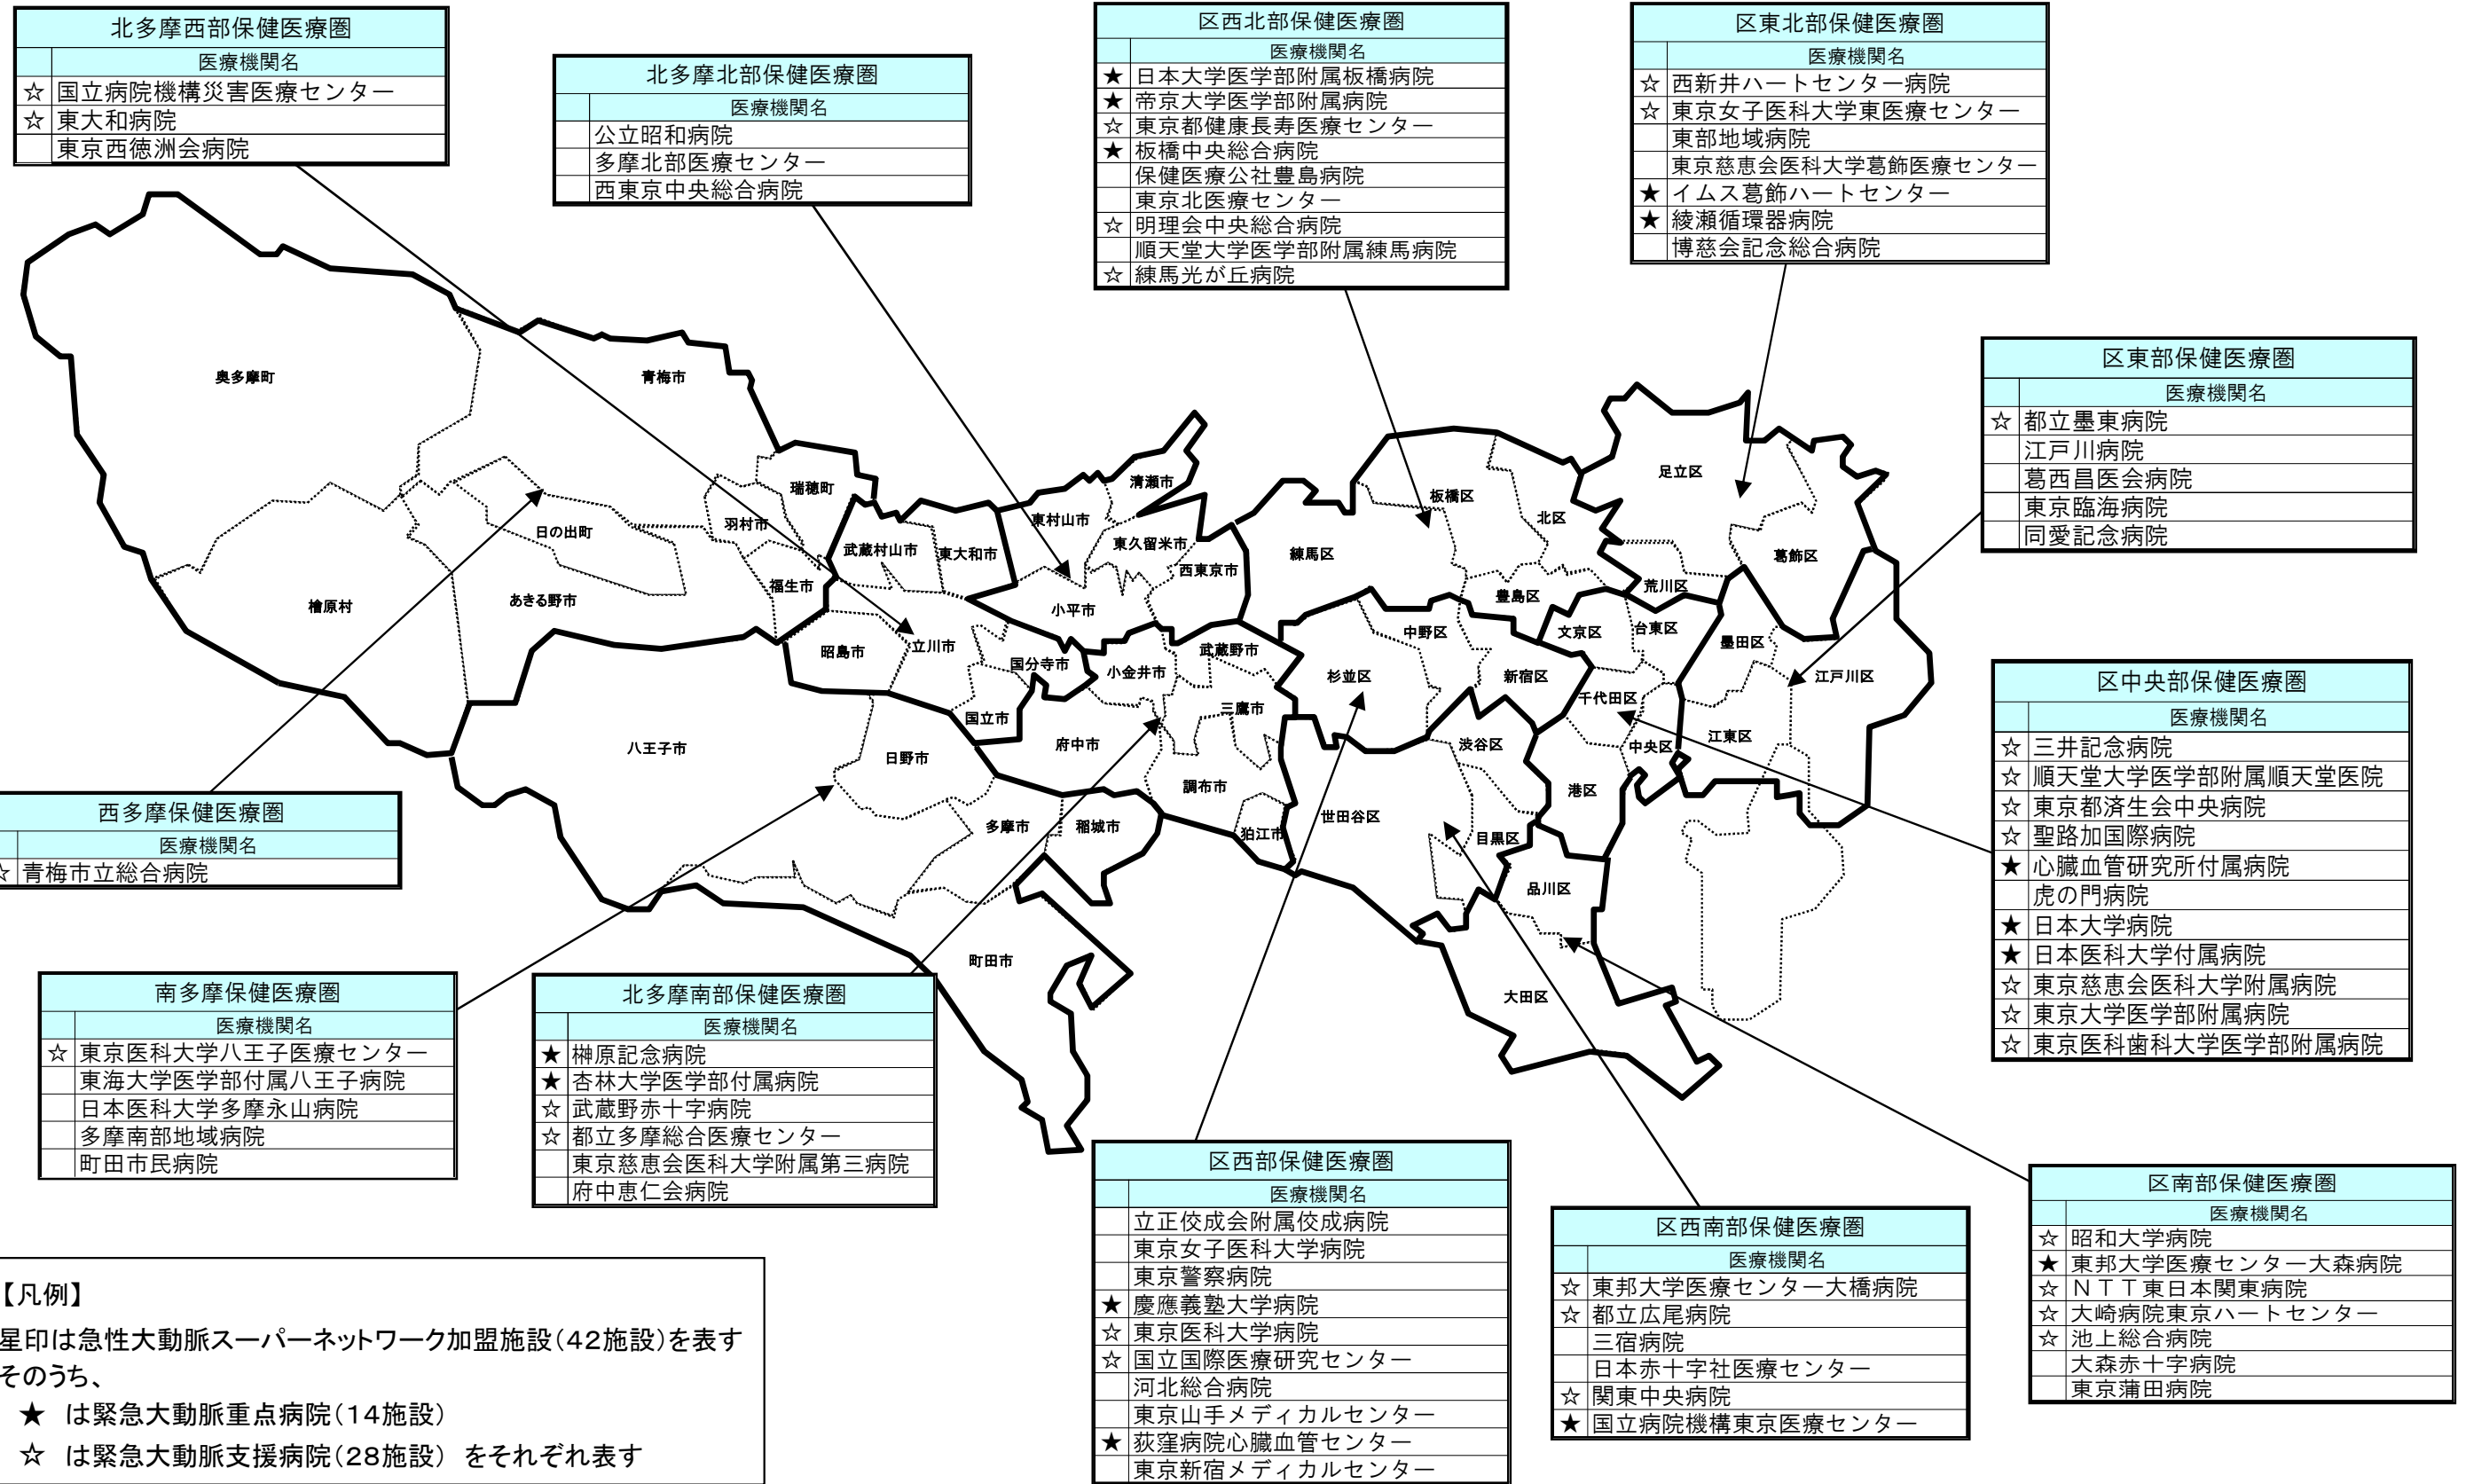 北多摩西部保健医療圏
医療機関名
☆ 国立病院機構災害医療センター
☆ 東大和病院
東京西徳洲会病院
北多摩北部保健医療圏
医療機関名
公立昭和病院
多摩北部医療センター
西東京中央総合病院
区西北部保健医療圏
医療機関名
★ 日本大学医学部附属板橋病院
★ 帝京大学医学部附属病院
☆ 東京都健康長寿医療センター
★ 板橋中央総合病院
保健医療公社豊島病院
東京北医療センター
☆ 明理会中央総合病院
順天堂大学医学部附属練馬病院
☆ 練馬光が丘病院
区東北部保健医療圏
医療機関名
☆ 西新井ハートセンター病院
☆ 東京女子医科大学東医療センター
東部地域病院
東京慈恵会医科大学葛飾医療センター
★ イムス葛飾ハートセンター
★ 綾瀬循環器病院
博慈会記念総合病院
区東部保健医療圏
医療機関名
☆ 都立墨東病院
江戸川病院
葛西昌医会病院
東京臨海病院
同愛記念病院
奥多摩町
青梅市
瑞穂町
羽村市
日の出町
福生市
あきる野市
檜原村
武蔵村山市
東大和市
東村山市
清瀬市
東久留米市
西東京市
小平市
昭島市
立川市
国分寺市
国立市
小金井市
武蔵野市
三鷹市
府中市
調布市
狛江市
八王子市
日野市
多摩市
稲城市
町田市
練馬区
板橋区
北区
足立区
葛飾区
荒川区
豊島区
文京区
台東区
墨田区
江戸川区
中野区
杉並区
新宿区
千代田区
中央区
江東区
渋谷区
港区
世田谷区
目黒区
品川区
大田区
区中央部保健医療圏
医療機関名
☆ 三井記念病院
☆ 順天堂大学医学部附属順天堂医院
☆ 東京都済生会中央病院
☆ 聖路加国際病院
★ 心臓血管研究所付属病院
虎の門病院
★ 日本大学病院
★ 日本医科大学付属病院
☆ 東京慈恵会医科大学附属病院
☆ 東京大学医学部附属病院
☆ 東京医科歯科大学医学部附属病院
西多摩保健医療圏
医療機関名
☆ 青梅市立総合病院
南多摩保健医療圏
医療機関名
☆ 東京医科大学八王子医療センター
東海大学医学部付属八王子病院
日本医科大学多摩永山病院
多摩南部地域病院
町田市民病院
北多摩南部保健医療圏
医療機関名
★ 榊原記念病院
★ 杏林大学医学部付属病院
☆ 武蔵野赤十字病院
☆ 都立多摩総合医療センター
東京慈恵会医科大学附属第三病院
府中恵仁会病院
区西部保健医療圏
医療機関名
立正佼成会附属佼成病院
東京女子医科大学病院
東京警察病院
★ 慶應義塾大学病院
☆ 東京医科大学病院
☆ 国立国際医療研究センター
河北総合病院
東京山手メディカルセンター
★ 荻窪病院心臓血管センター
東京新宿メディカルセンター
区西南部保健医療圏
医療機関名
☆ 東邦大学医療センター大橋病院
☆ 都立広尾病院
三宿病院
日本赤十字社医療センター
☆ 関東中央病院
★ 国立病院機構東京医療センター
区南部保健医療圏
医療機関名
☆ 昭和大学病院
★ 東邦大学医療センター大森病院
☆ ＮＴＴ東日本関東病院
☆ 大崎病院東京ハートセンター
☆ 池上総合病院
大森赤十字病院
東京蒲田病院
【凡例】
星印は急性大動脈スーパーネットワーク加盟施設（42施設）を表す
そのうち、
★ は緊急大動脈重点病院（14施設）
☆ は緊急大動脈支援病院（28施設） をそれぞれ表す